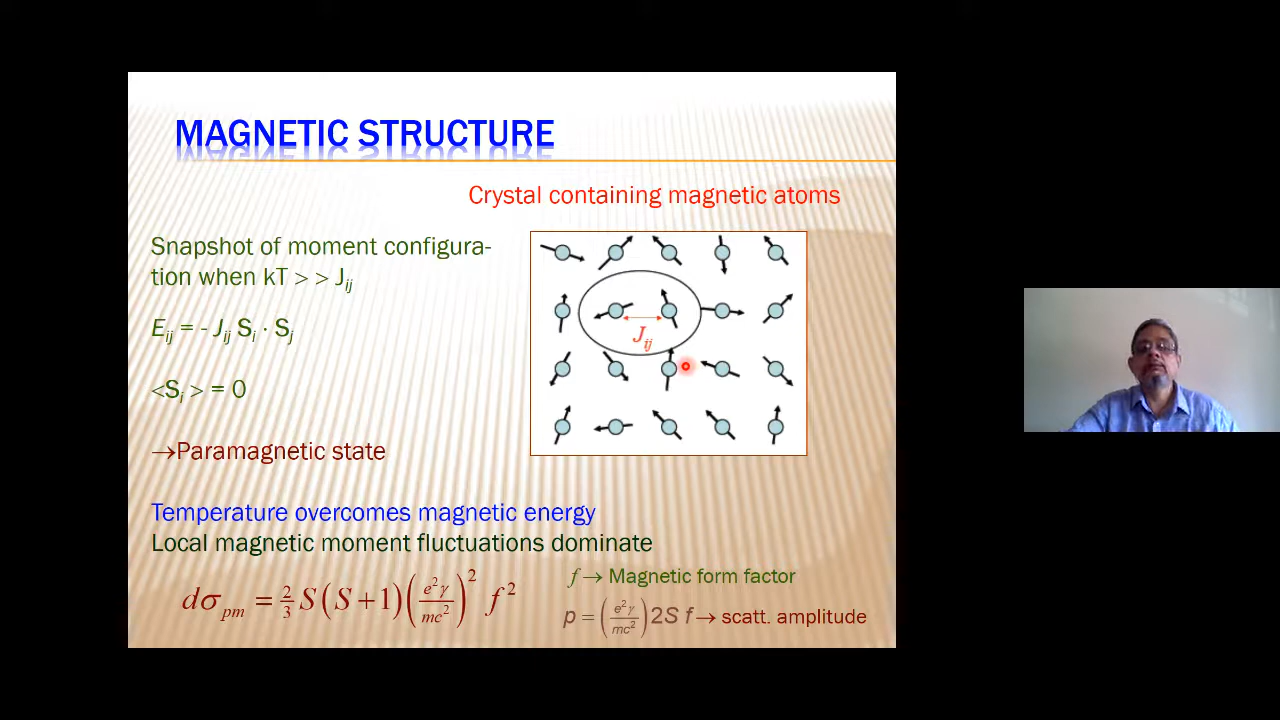 MAGNETIC STRUCTURE
Crystal containing magnetic atoms
Snapshot of moment configura-
tion when kT > > J_ij
E_ij = - J_ij S_i · S_j
<S_i > = 0
→Paramagnetic state
J_ij
Temperature overcomes magnetic energy
Local magnetic moment fluctuations dominate
dσ_pm = 2/3 S(S+1)(e²γ/mc²)² f²
f → Magnetic form factor
p = (e²γ/mc²)2S f → scatt. amplitude